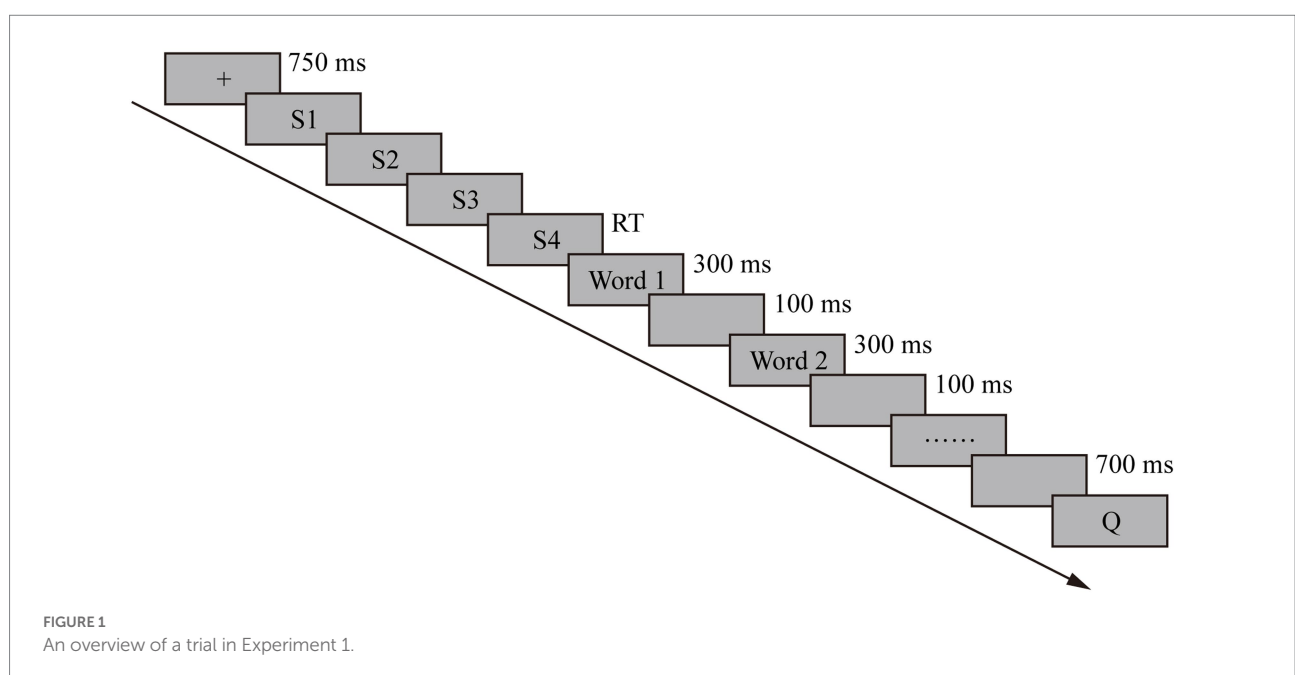 + 750 ms
S1
S2
S3
S4 RT
Word 1 300 ms
100 ms
Word 2 300 ms
100 ms
......
700 ms
Q
FIGURE 1
An overview of a trial in Experiment 1.